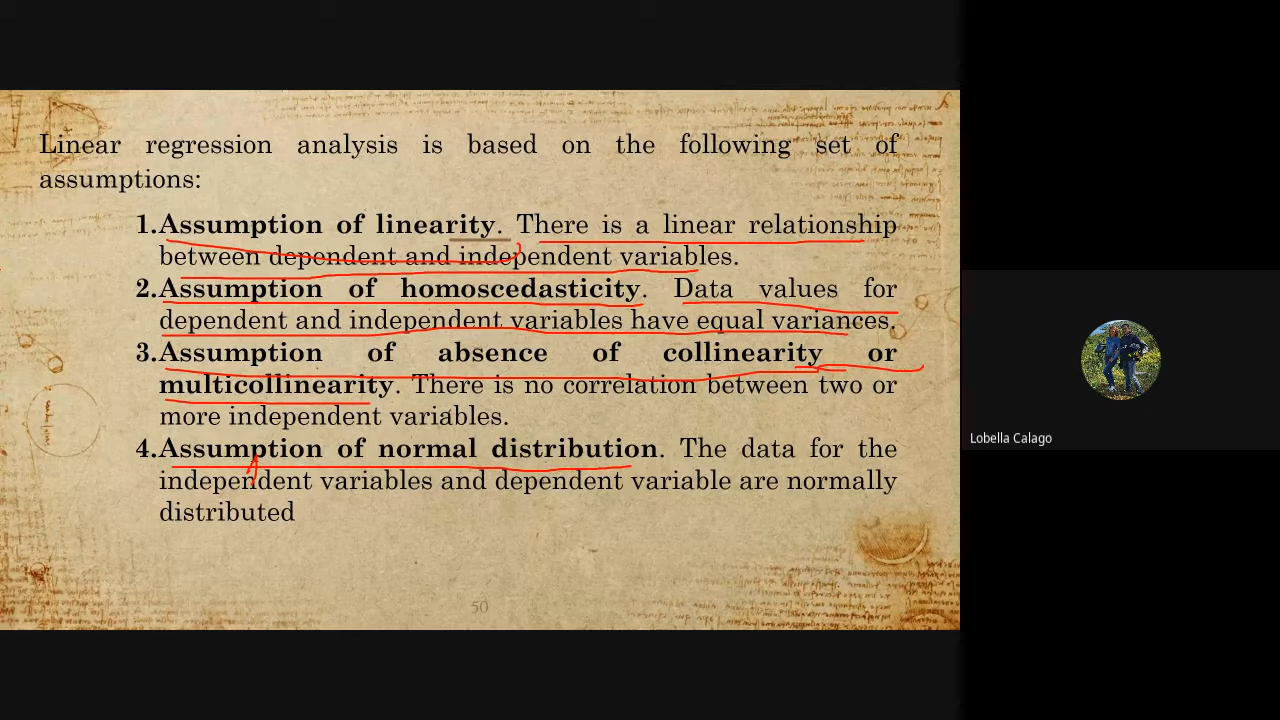 Linear regression analysis is based on the following set of
assumptions:
1.Assumption of linearity. There is a linear relationship
between dependent and independent variables.
2.Assumption of homoscedasticity. Data values for
dependent and independent variables have equal variances.
3.Assumption of absence of collinearity or
multicollinearity. There is no correlation between two or
more independent variables.
4.Assumption of normal distribution. The data for the
independent variables and dependent variable are normally
distributed
50
Lobella Calago